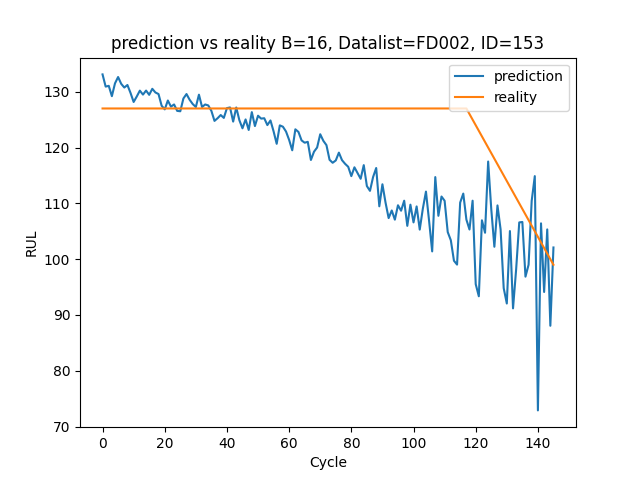 prediction vs reality B=16, Datalist=FD002, ID=153
prediction
reality
130
120
110
100
90
80
70
RUL
0 20 40 60 80 100 120 140
Cycle